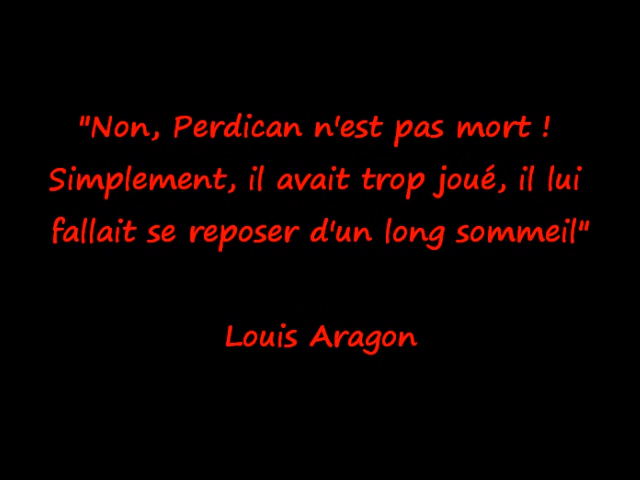 "Non, Perdican n'est pas mort !
Simplement, il avait trop joué, il lui
fallait se reposer d'un long sommeil"
Louis Aragon